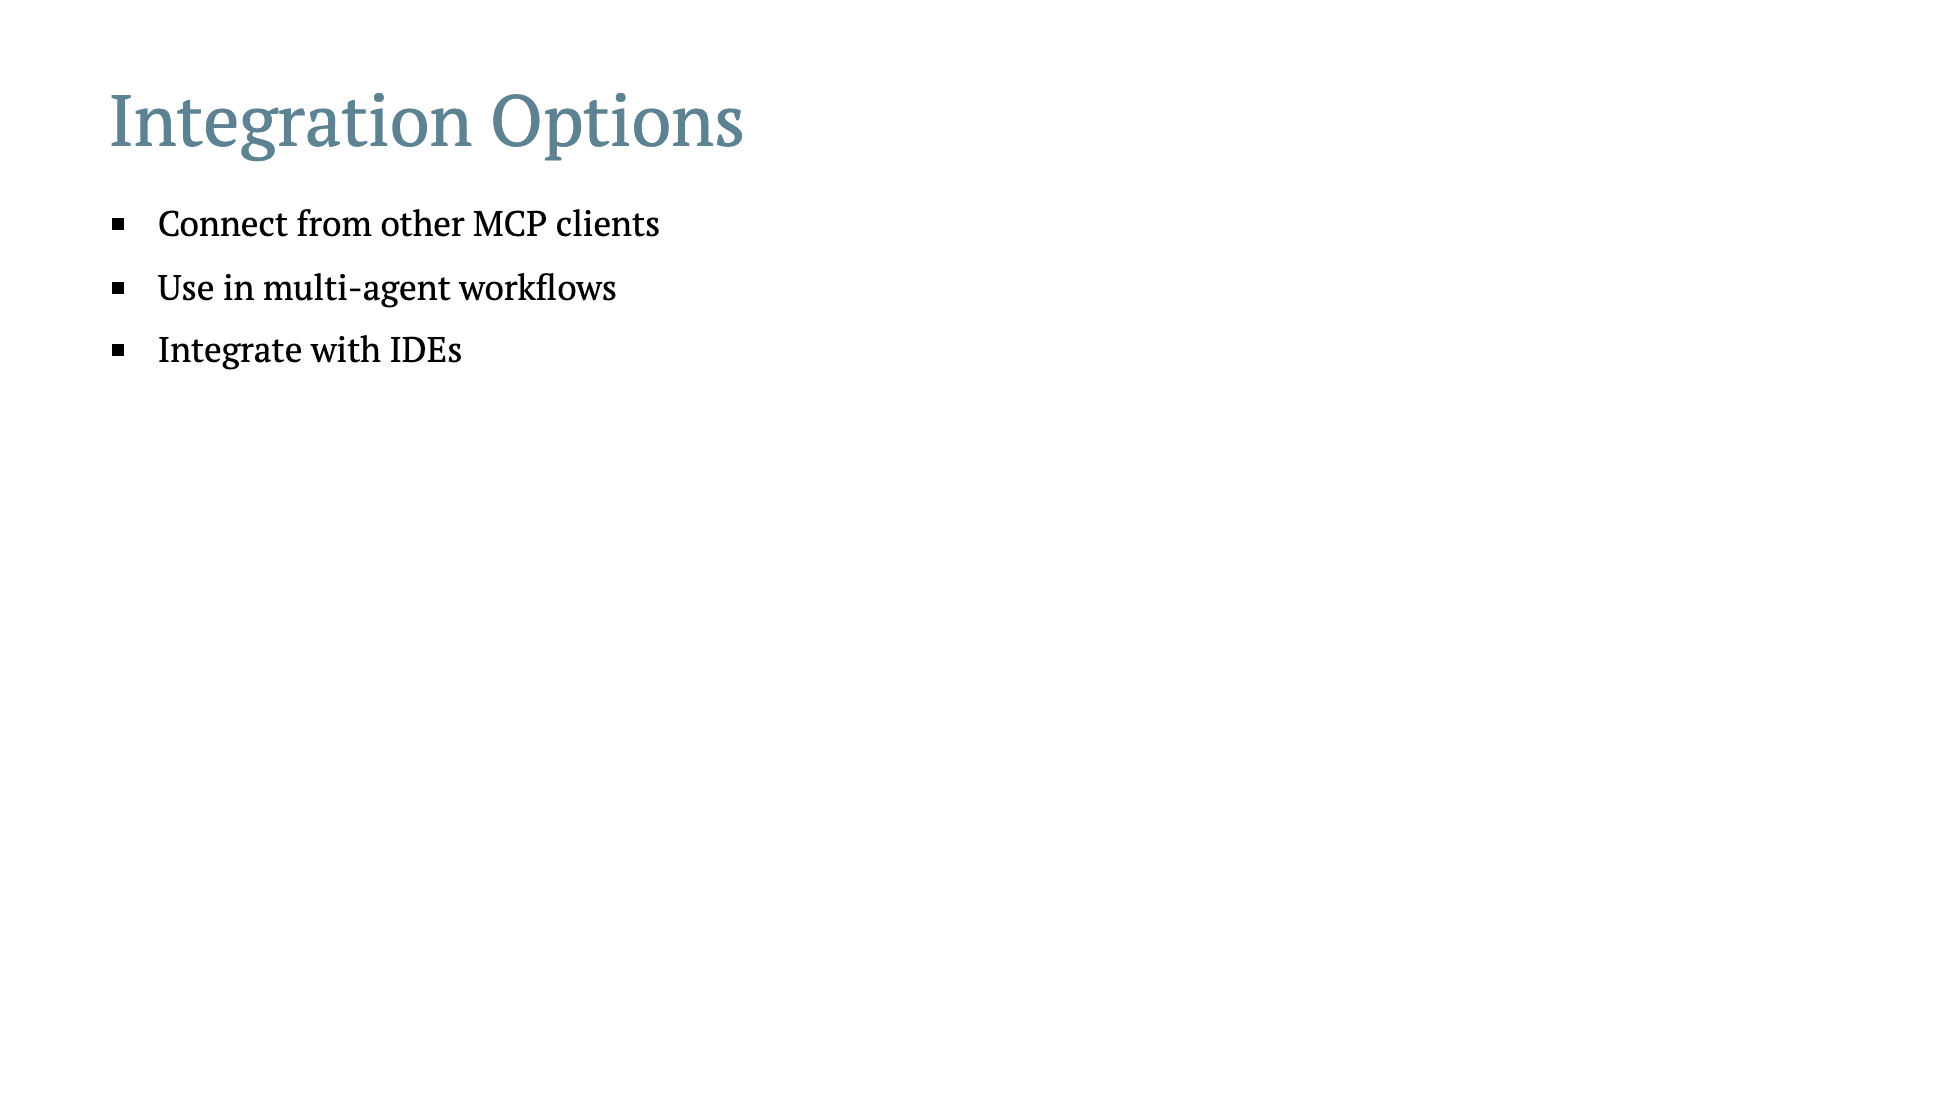 Integration Options
▪ Connect from other MCP clients
▪ Use in multi-agent workflows
▪ Integrate with IDEs